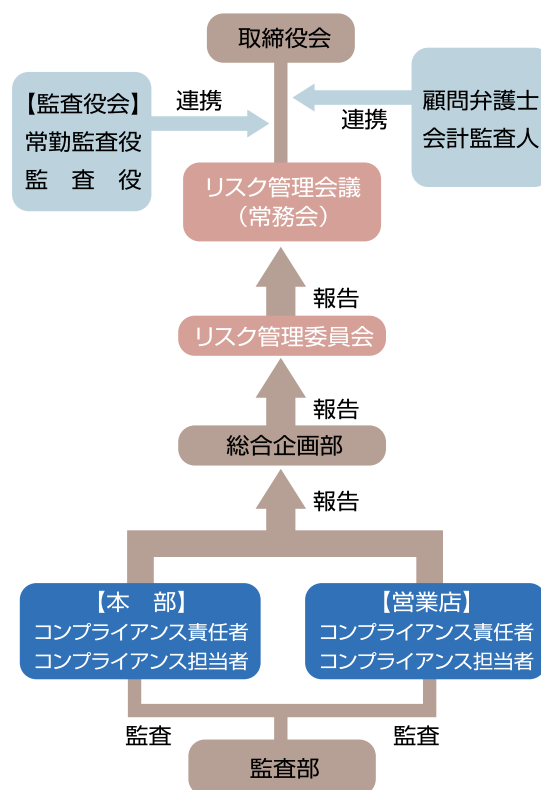 取締役会
【監査役会】
常勤監査役
監　査　役
連携
連携
顧問弁護士
会計監査人
リスク管理会議
（常務会）
報告
リスク管理委員会
報告
総合企画部
報告
【本　部】
コンプライアンス責任者
コンプライアンス担当者
【営業店】
コンプライアンス責任者
コンプライアンス担当者
監査
監査
監査部